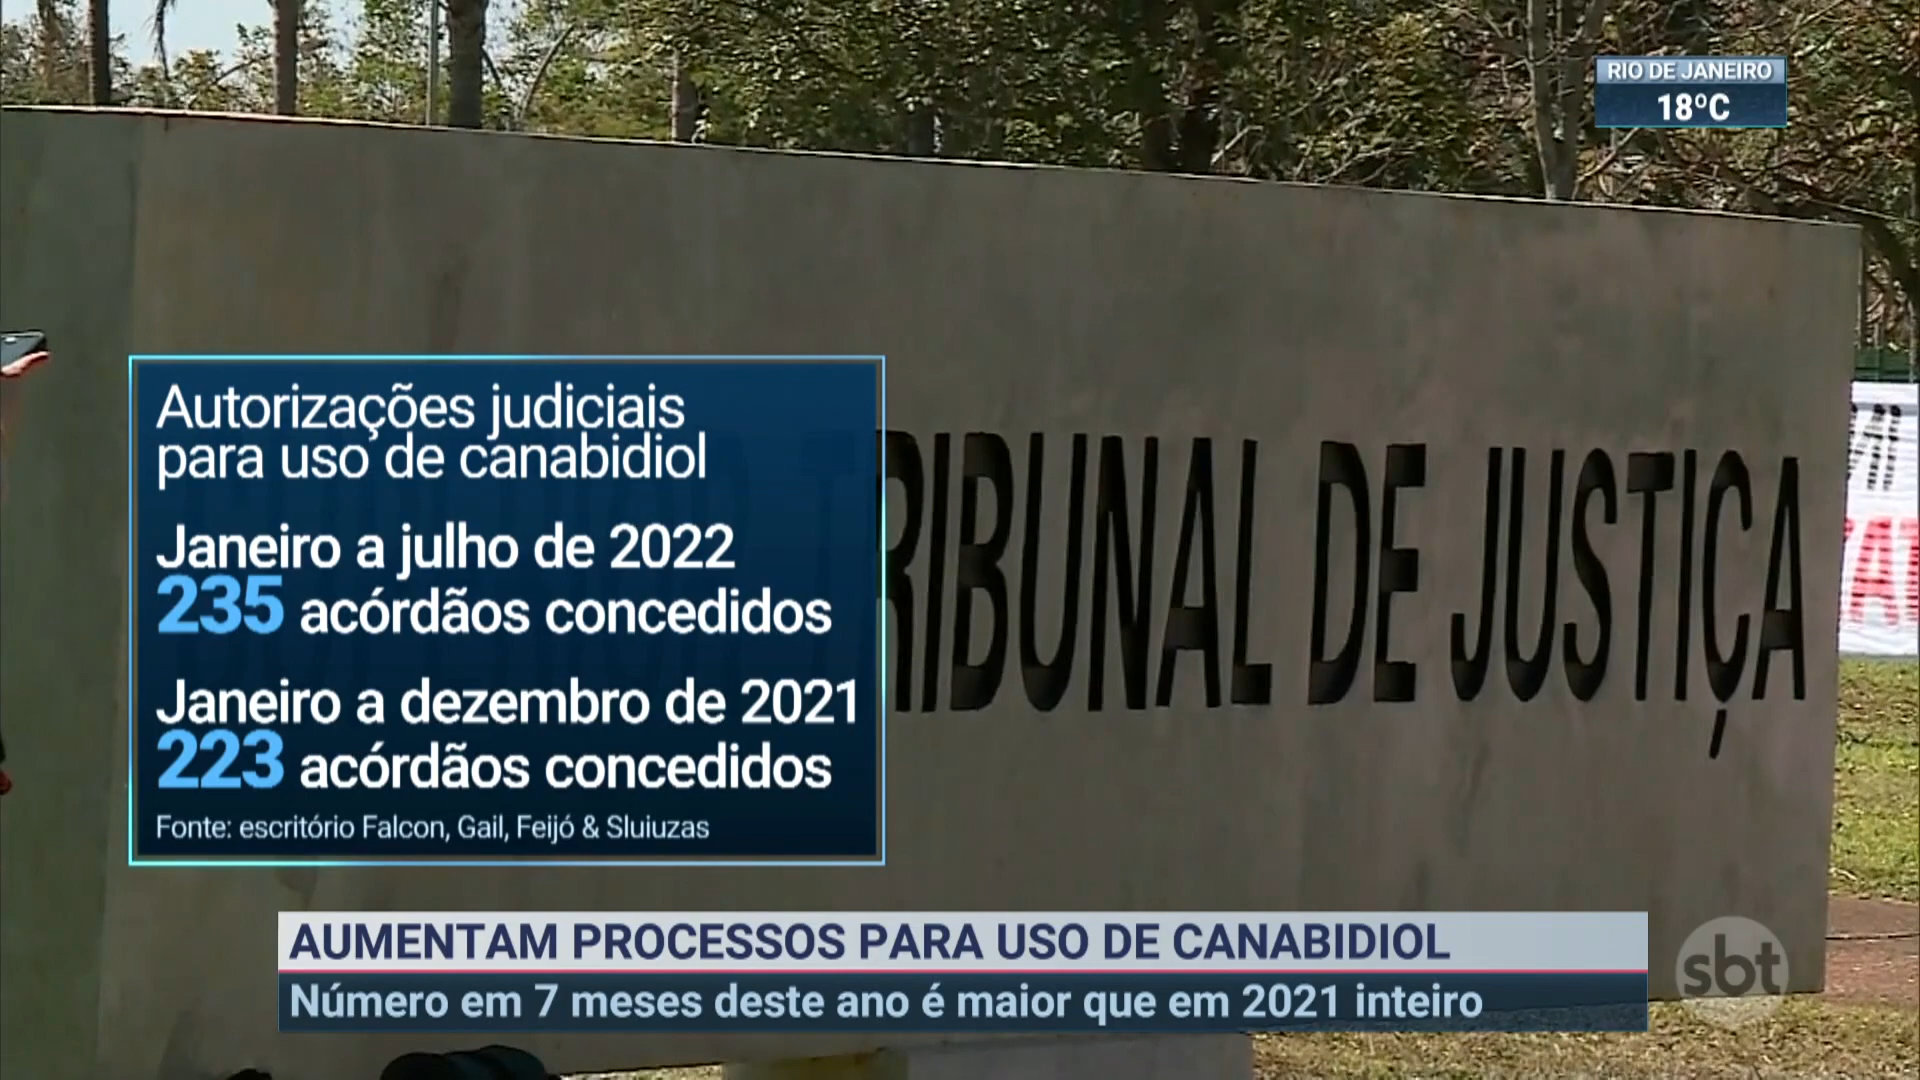 RIO DE JANEIRO
18ºC
Autorizações judiciais
para uso de canabidiol
Janeiro a julho de 2022
235 acórdãos concedidos
Janeiro a dezembro de 2021
223 acórdãos concedidos
Fonte: escritório Falcon, Gail, Feijó & Sluiuzas
TRIBUNAL DE JUSTIÇA
AUMENTAM PROCESSOS PARA USO DE CANABIDIOL
Número em 7 meses deste ano é maior que em 2021 inteiro
sbt